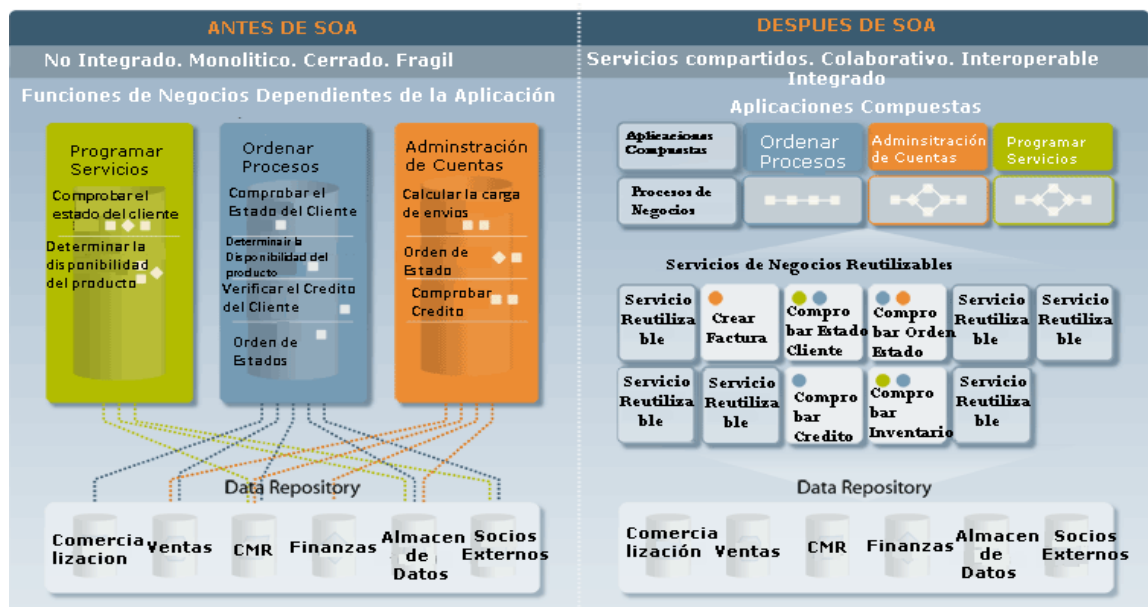 ANTES DE SOA
No Integrado. Monolitico. Cerrado. Fragil
Funciones de Negocios Dependientes de la Aplicación
Programar
Servicios
Comprobar el
estado del cliente
Determinar la
disponibilidad
del producto
Ordenar
Procesos
Comprobar el
Estado del Cliente
Determinair la
Disponibilidad del
producto
Verificar el Credito
del Cliente
Orden de
Estados
Adminstración
de Cuentas
Calcular la carga
de envios
Orden de
Estado
Comprobar
Credito
Data Repository
Comercia
lizacion
Ventas
CMR
Finanzas
Almacen
de
Datos
Socios
Externos
DESPUES DE SOA
Servicios compartidos. Colaborativo. Interoperable
Integrado
Aplicaciones Compuestas
Aplicaciones
Compuestas
Ordenar
Procesos
Adminsitración
de Cuentas
Programar
Servicios
Procesos de
Negocios
Servicios de Negocios Reutilizables
Servicio
Reutiliza
ble
Crear
Factura
Compro
bar Estado
Cliente
Compro
bar Orden
Estado
Servicio
Reutiliza
ble
Servicio
Reutiliza
ble
Servicio
Reutiliza
ble
Servicio
Reutiliza
ble
Compro
bar
Credito
Compro
bar
Inventario
Servicio
Reutiliza
ble
Data Repository
Comercia
lización
Ventas
CMR
Finanzas
Almacen
de
Datos
Socios
Externos